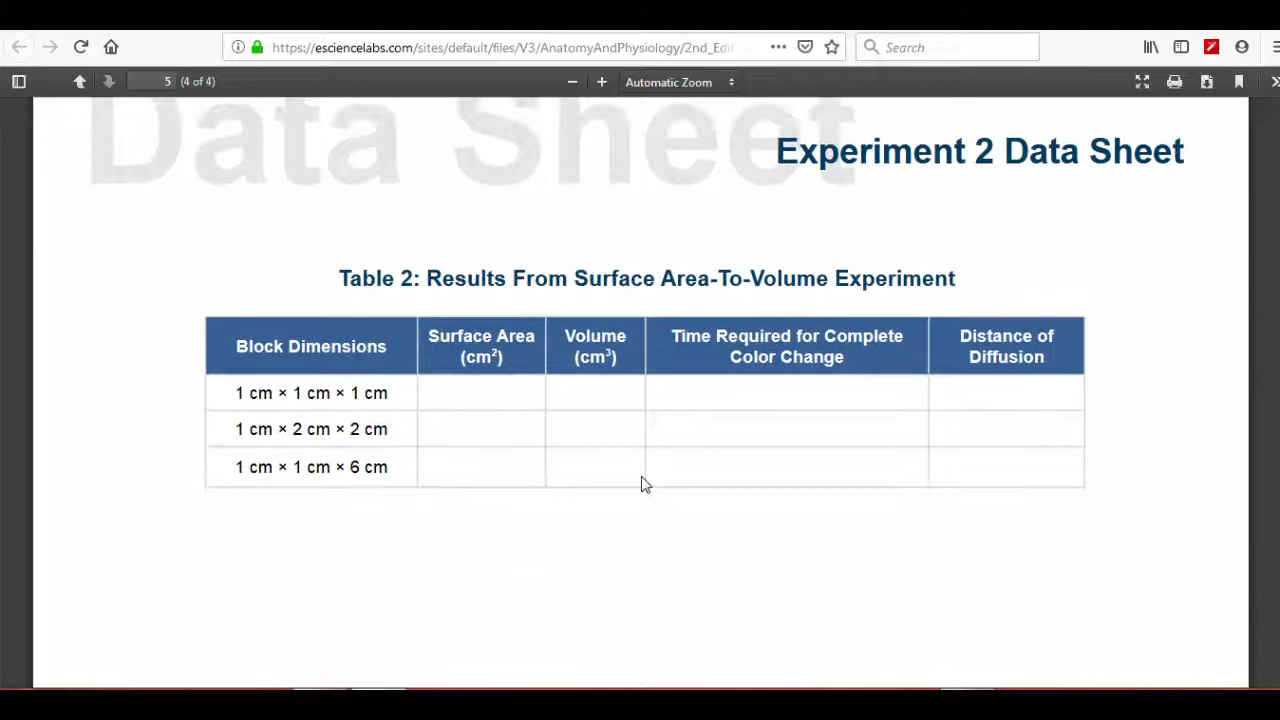 https://esciencelabs.com/sites/default/files/V3/AnatomyAndPhysiology/2nd_Edi
Search
5 (4 of 4)
Automatic Zoom
Data Sheet
Experiment 2 Data Sheet
Table 2: Results From Surface Area-To-Volume Experiment
Block Dimensions Surface Area (cm²) Volume (cm³) Time Required for Complete Color Change Distance of Diffusion
1 cm × 1 cm × 1 cm
1 cm × 2 cm × 2 cm
1 cm × 1 cm × 6 cm